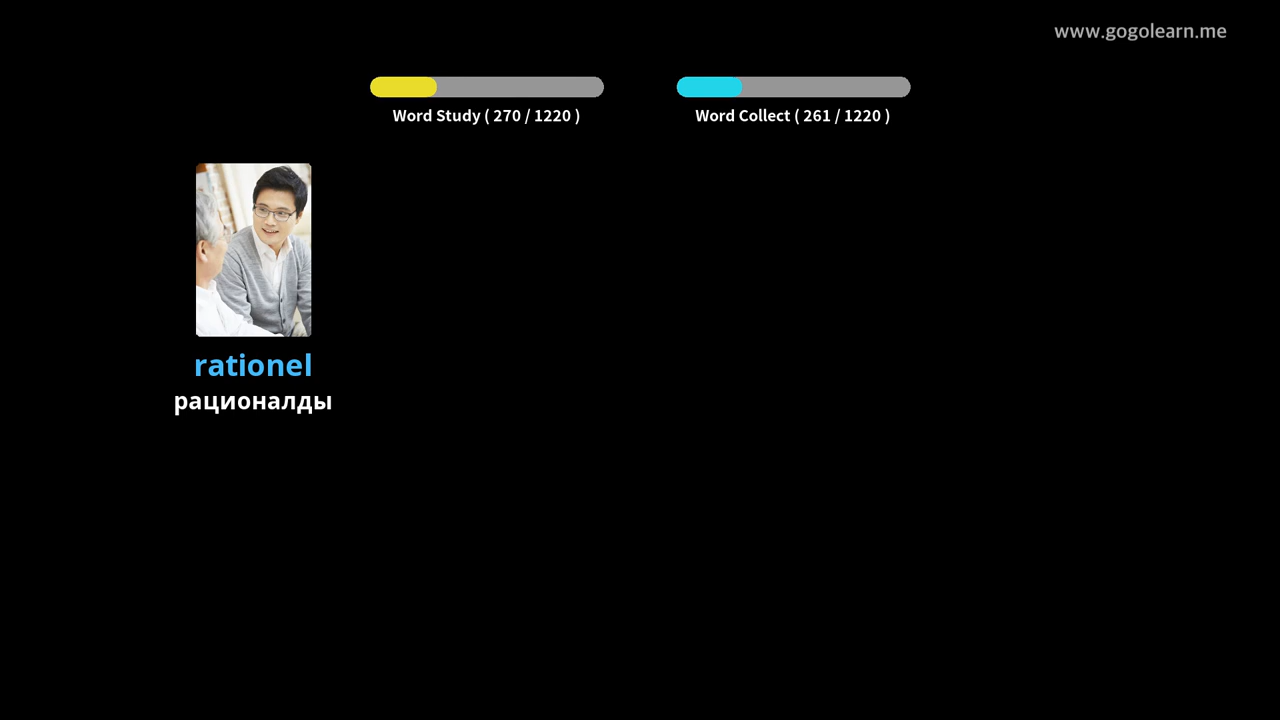 www.gogolearn.me
Word Study ( 270 / 1220 )
Word Collect ( 261 / 1220 )
rationel
рационалды